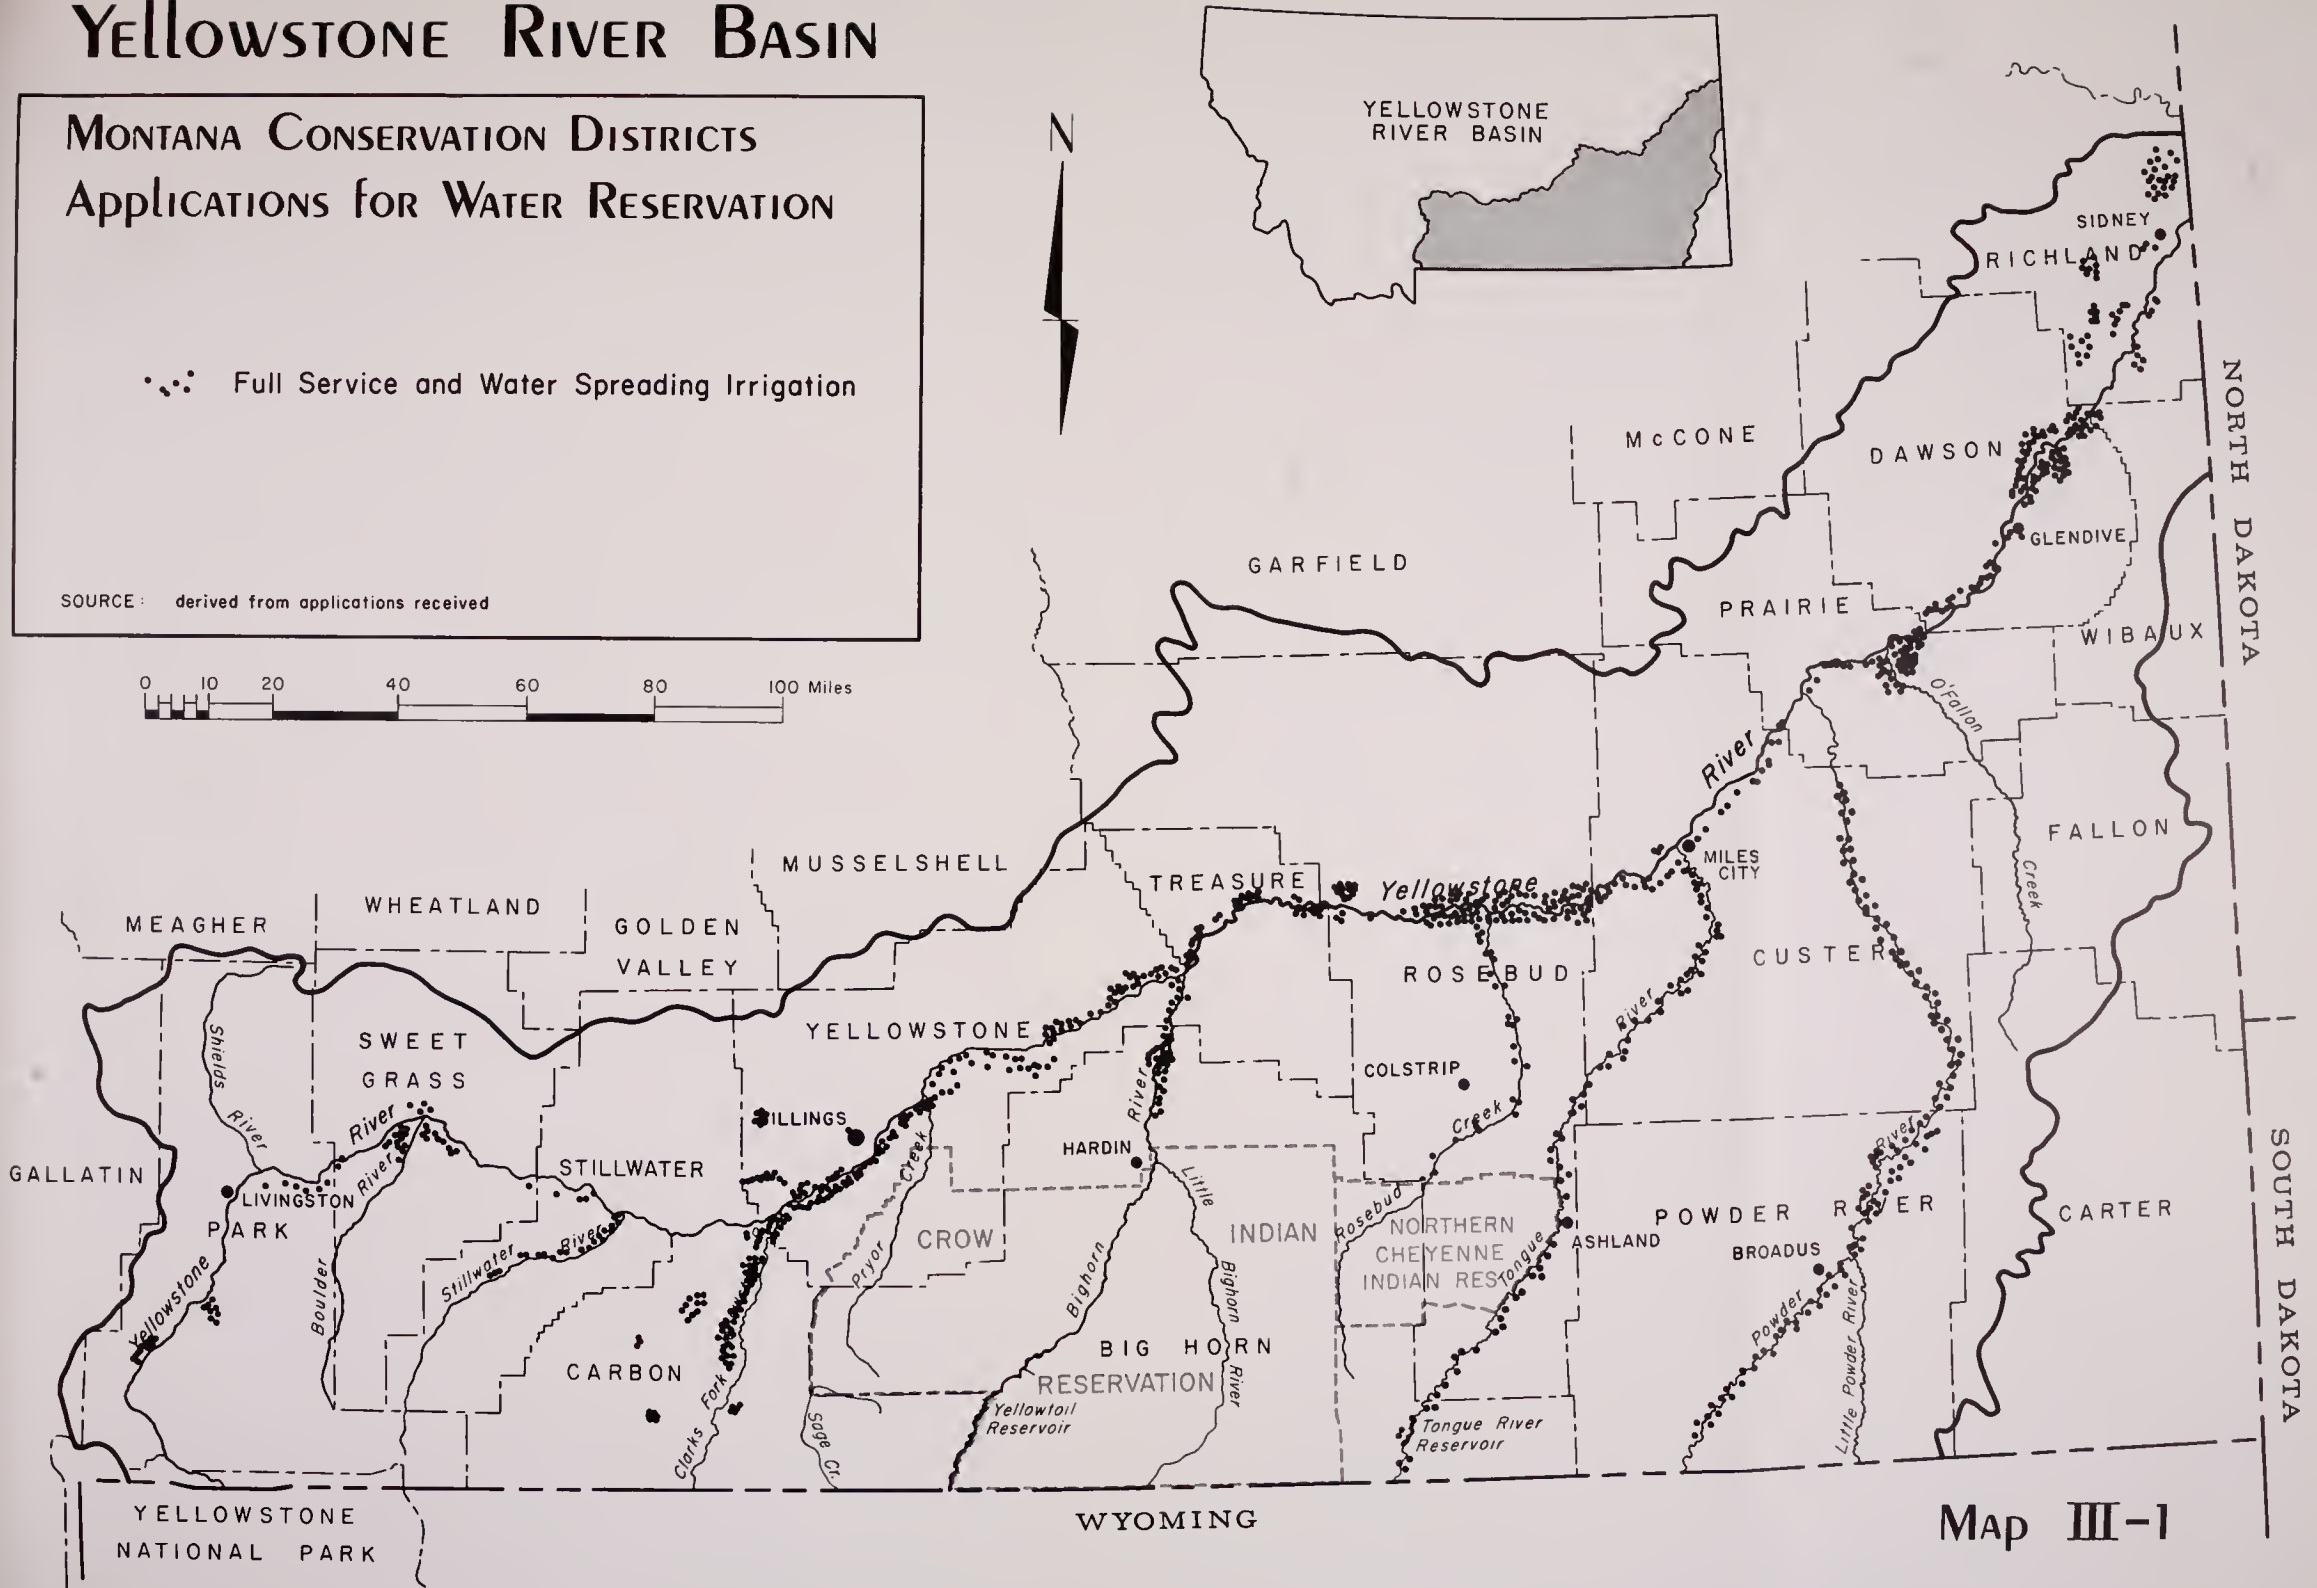 YELLOWSTONE RIVER BASIN
MONTANA CONSERVATION DISTRICTS
APPLICATIONS FOR WATER RESERVATION
Full Service and Water Spreading Irrigation
SOURCE: derived from applications received
0 10 20 40 60 80 100 Miles
N
YELLOWSTONE
RIVER BASIN
SIDNEY
RICHLAND
NORTH DAKOTA
McCONE
DAWSON
GLENDIVE
GARFIELD
PRAIRIE
WIBAUX
O'Fallon
Creek
River
FALLON
MILES
CITY
MUSSELSHELL
TREASURE
Yellowstone
WHEATLAND
MEAGHER
GOLDEN
VALLEY
ROSEBUD
CUSTER
River
YELLOWSTONE
SWEET
GRASS
Shields
River
COLSTRIP
Creek
River
River
River
ILLINGS
HARDIN
River
GALLATIN
LIVINGSTON
PARK
STILLWATER
Creek
Little
Rosebud
POWDER RIVER
CARTER
SOUTH DAKOTA
CROW
INDIAN
NORTHERN
CHEYENNE
INDIAN RES
Tongue
ASHLAND
BROADUS
Stillwater
River
Pryor
Bighorn
Bighorn
River
Yellowstone
Boulder
Powder
Little Powder River
CARBON
BIG HORN
RESERVATION
Clarks
Fork
Sage Cr.
Yellowtail
Reservoir
Tongue River
Reservoir
WYOMING
YELLOWSTONE
NATIONAL PARK
MAP III-1